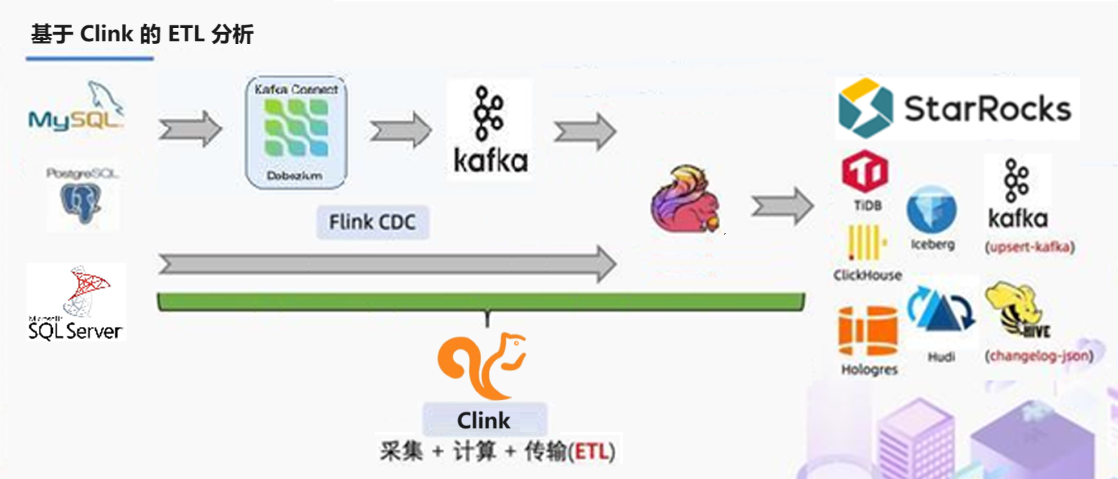 基于 Clink 的 ETL 分析
MySQL
Kafka Connect
Debezium
kafka
StarRocks
PostgreSQL
TiDB
Iceberg
kafka
(upsert-kafka)
Flink CDC
ClickHouse
Microsoft
SQL Server
Hologres
Hudi
HIVE
(changelog-json)
Clink
采集 + 计算 + 传输(ETL)